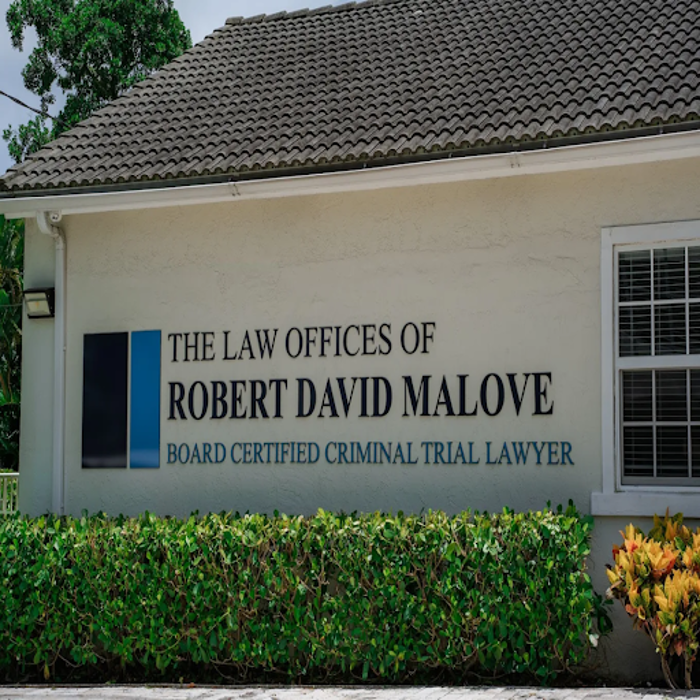 THE LAW OFFICES OF
ROBERT DAVID MALOVE
BOARD CERTIFIED CRIMINAL TRIAL LAWYER